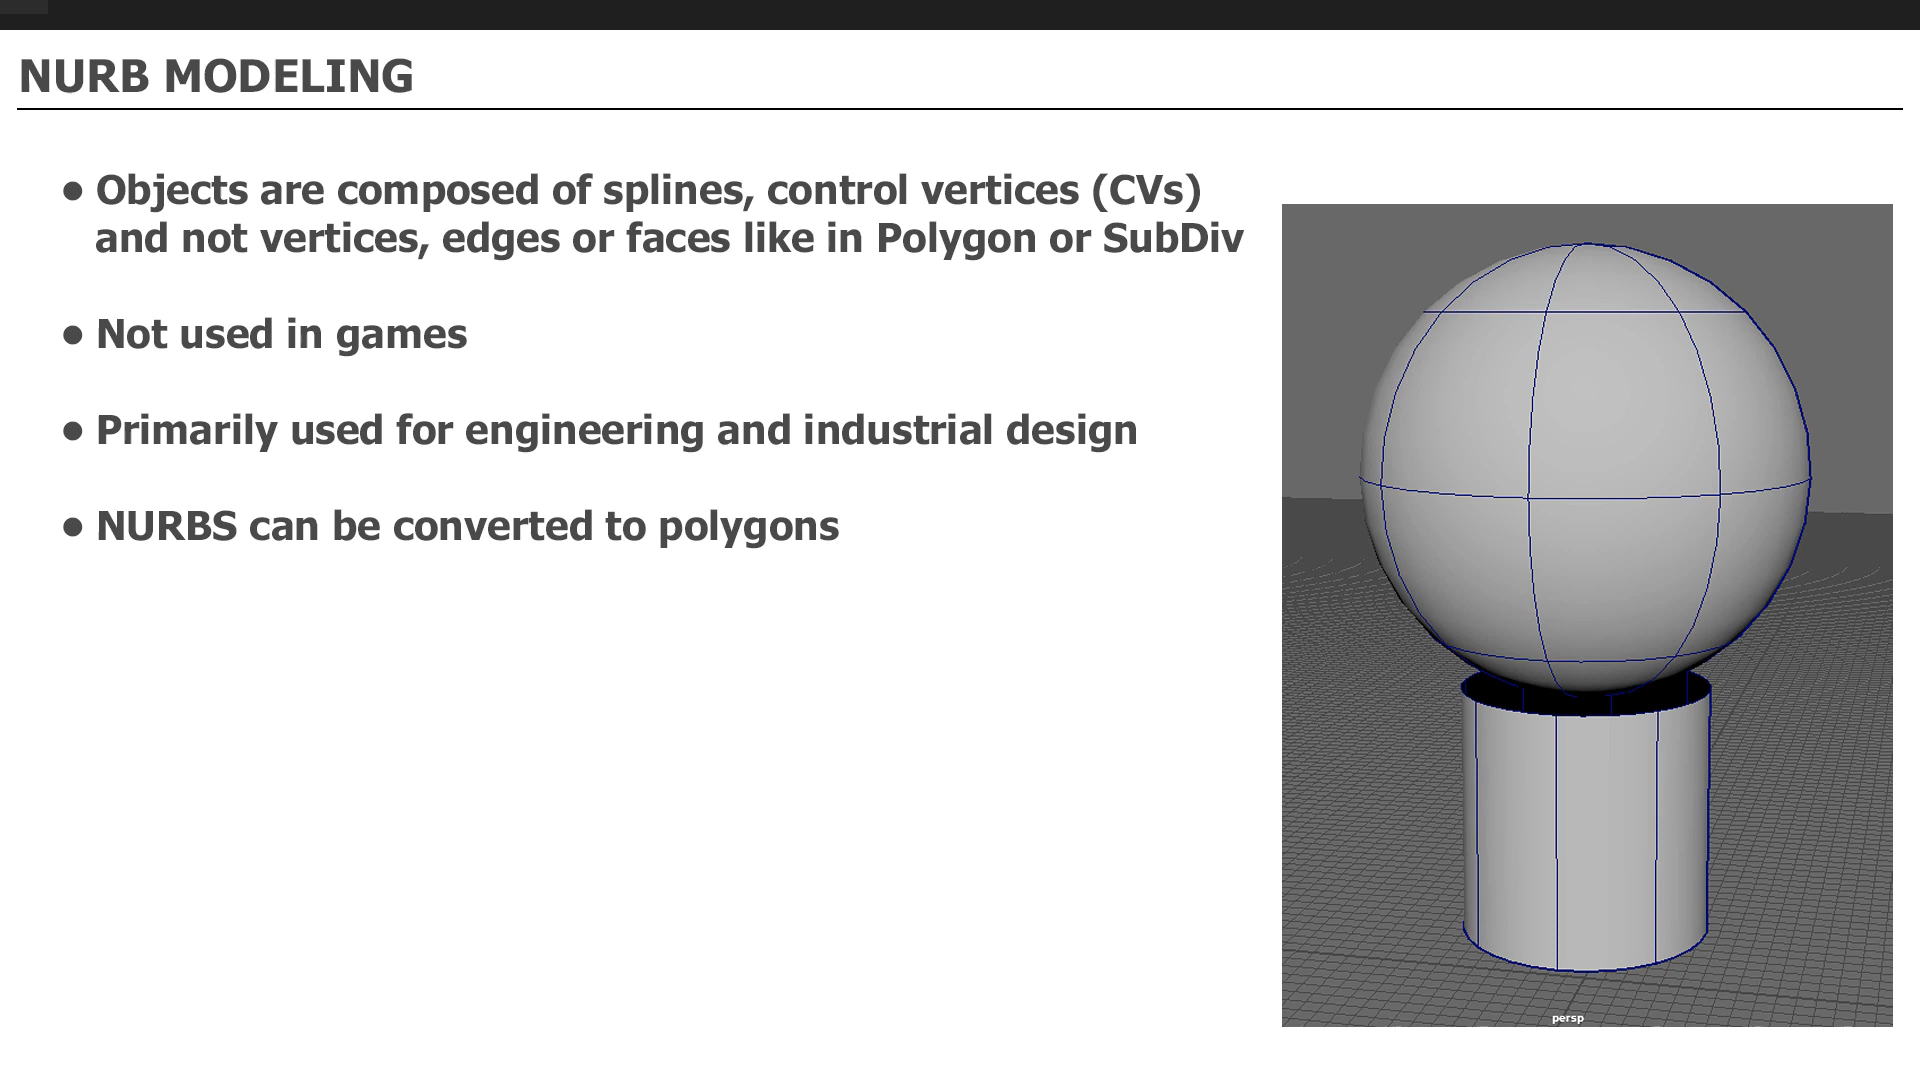 NURB MODELING
• Objects are composed of splines, control vertices (CVs)
and not vertices, edges or faces like in Polygon or SubDiv
• Not used in games
• Primarily used for engineering and industrial design
• NURBS can be converted to polygons
persp